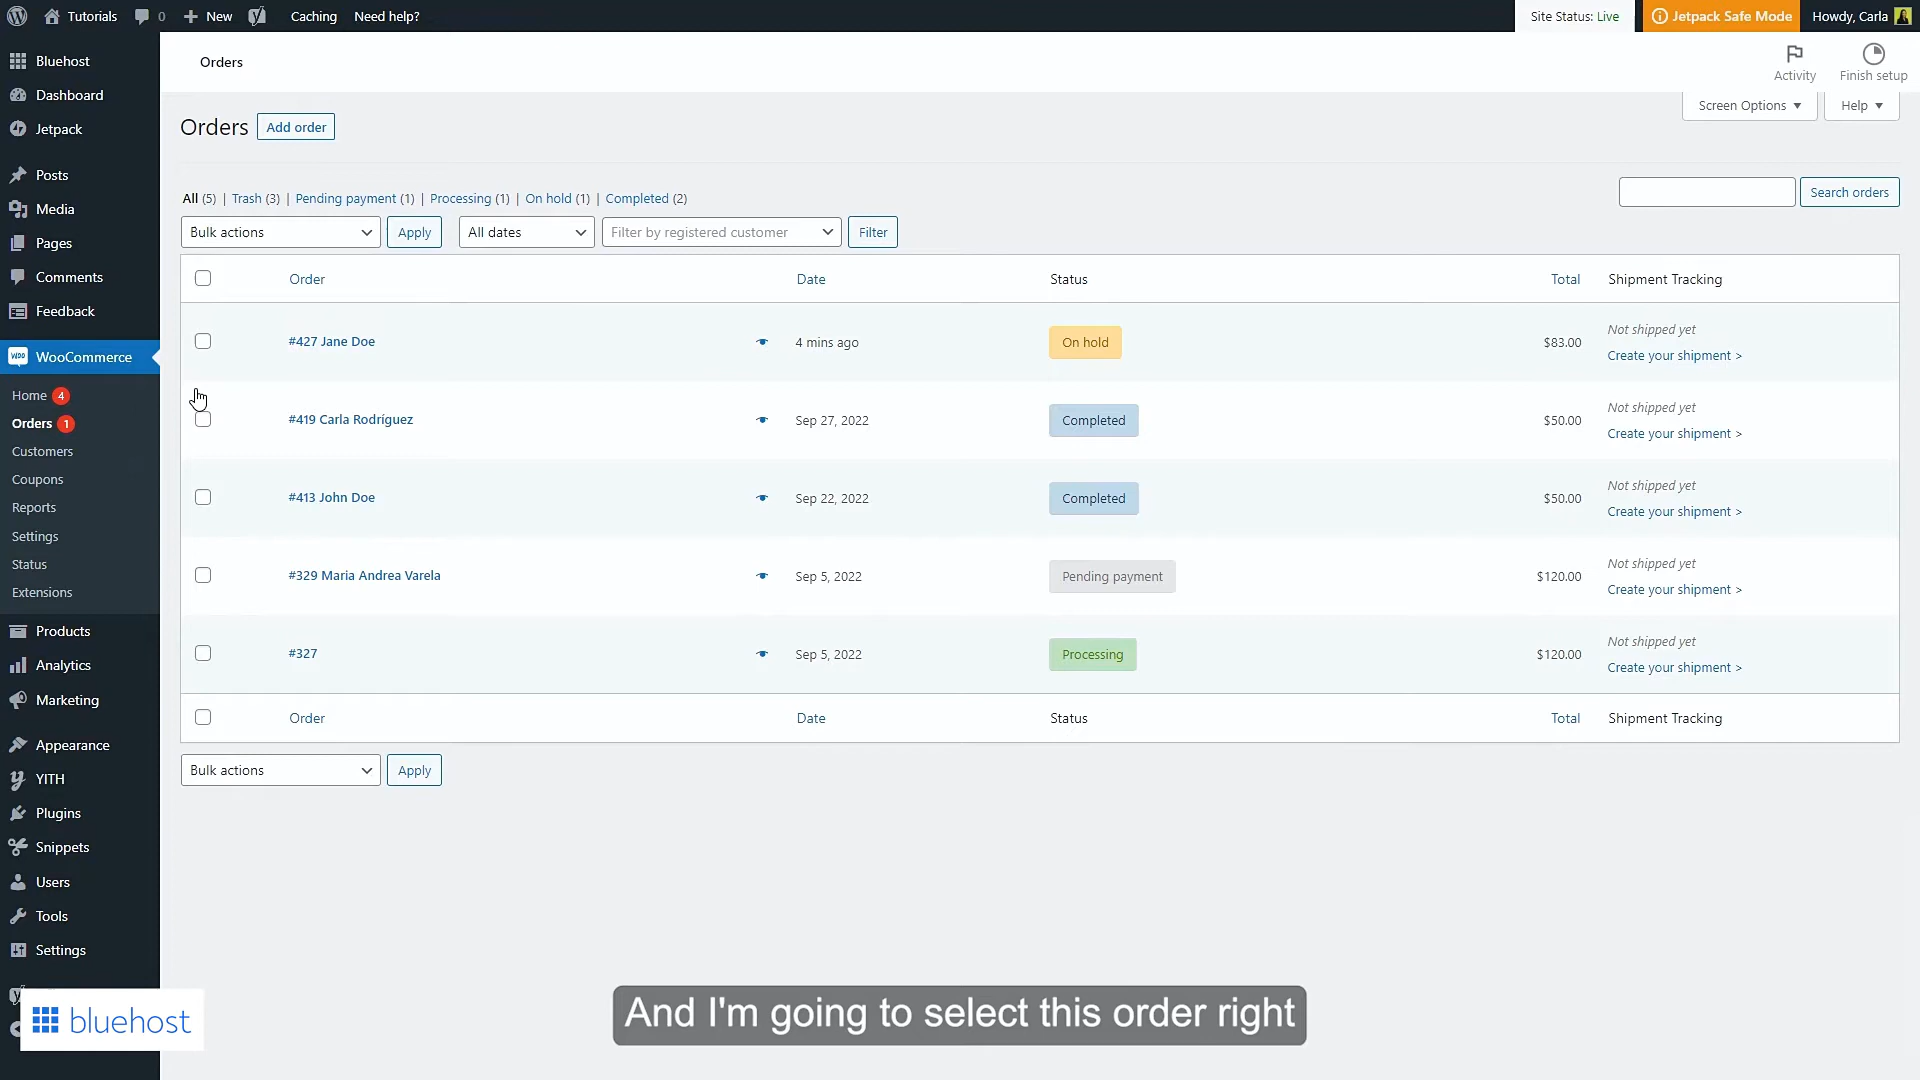 Tutorials
0
New
Caching
Need help?
Site Status: Live
Jetpack Safe Mode
Howdy, Carla
Bluehost
Dashboard
Jetpack
Posts
Media
Pages
Comments
Feedback
WooCommerce
Home 4
Orders 1
Customers
Coupons
Reports
Settings
Status
Extensions
Products
Analytics
Marketing
Appearance
YITH
Plugins
Snippets
Users
Tools
Settings
bluehost
Orders
Activity
Finish setup
Screen Options
Help
Orders
Add order
All (5) | Trash (3) | Pending payment (1) | Processing (1) | On hold (1) | Completed (2)
Search orders
Bulk actions
Apply
All dates
Filter by registered customer
Filter
Order Date Status Total Shipment Tracking
#427 Jane Doe 4 mins ago On hold $83.00 Not shipped yet
Create your shipment >
#419 Carla Rodríguez Sep 27, 2022 Completed $50.00 Not shipped yet
Create your shipment >
#413 John Doe Sep 22, 2022 Completed $50.00 Not shipped yet
Create your shipment >
#329 Maria Andrea Varela Sep 5, 2022 Pending payment $120.00 Not shipped yet
Create your shipment >
#327 Sep 5, 2022 Processing $120.00 Not shipped yet
Create your shipment >
Order Date Status Total Shipment Tracking
Bulk actions
Apply
And I'm going to select this order right